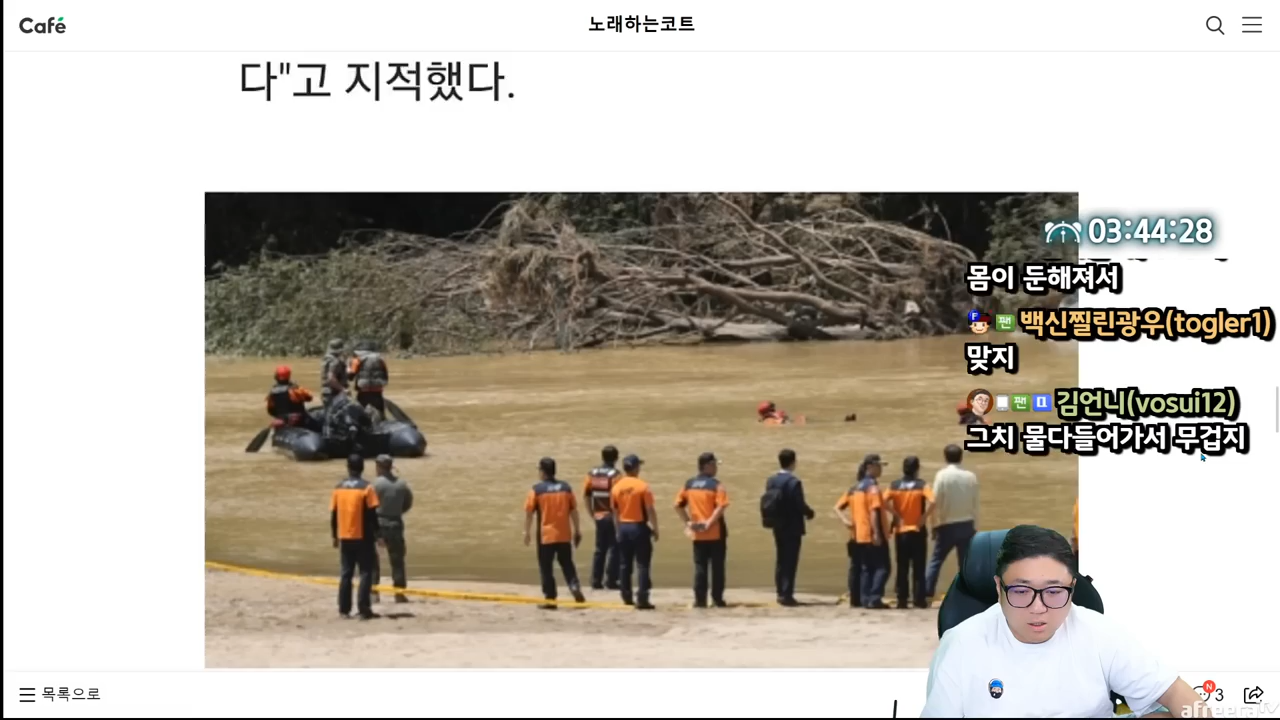 Café
노래하는코트
다"고 지적했다.
03:44:28
몸이 둔해져서
백신찔린광우(togler1)
맞지
김언니(vosui12)
그치 물다들어가서 무겁지
목록으로
N
3
afreecaTV